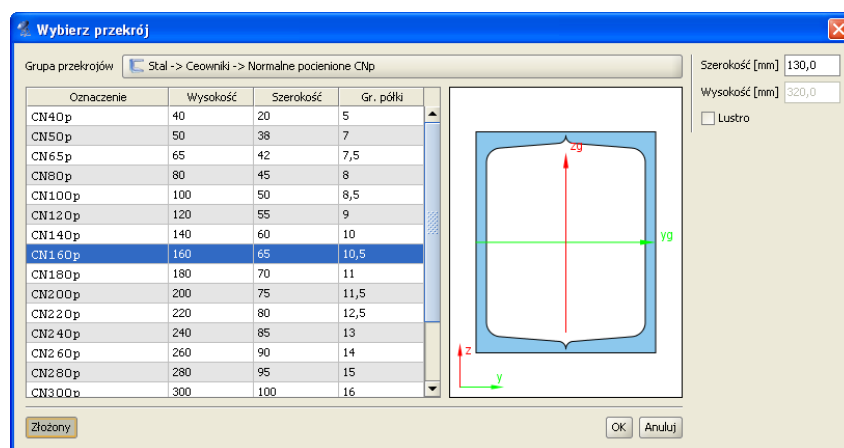 Wybierz przekrój
Grupa przekrojów Stal -> Ceowniki -> Normalne pocienione CNp
Szerokość [mm] 130,0
Wysokość [mm] 320,0
Lustro
Oznaczenie Wysokość Szerokość Gr. półki
CN40p 40 20 5
CN50p 50 38 7
CN65p 65 42 7,5
CN80p 80 45 8
CN100p 100 50 8,5
CN120p 120 55 9
CN140p 140 60 10
CN160p 160 65 10,5
CN180p 180 70 11
CN200p 200 75 11,5
CN220p 220 80 12,5
CN240p 240 85 13
CN260p 260 90 14
CN280p 280 95 15
CN300p 300 100 16
zg
yg
z
y
Złożony OK Anuluj